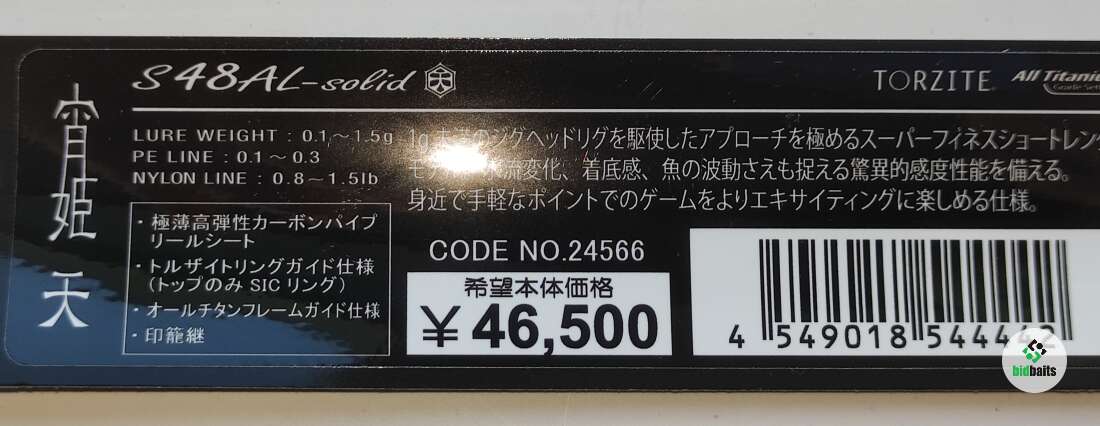 S48AL-solid 天
TORZITE All Titanium
宵姫 天
LURE WEIGHT : 0.1～1.5g
PE LINE : 0.1～0.3
NYLON LINE : 0.8～1.5lb
1g のジグヘッドリグを駆使したアプローチを極めるスーパーフィネスショートレング
流変化、着底感、魚の波動さえも捉える驚異的感度性能を備える。
身近で手軽なポイントでのゲームをよりエキサイティングに楽しめる仕様。
・極薄高弾性カーボンパイプ
リールシート
・トルザイトリングガイド仕様
(トップのみSICリング)
・オールチタンフレームガイド仕様
・印籠継
CODE NO.24566
希望本体価格
￥46,500
4 549018 5444
bidbaits